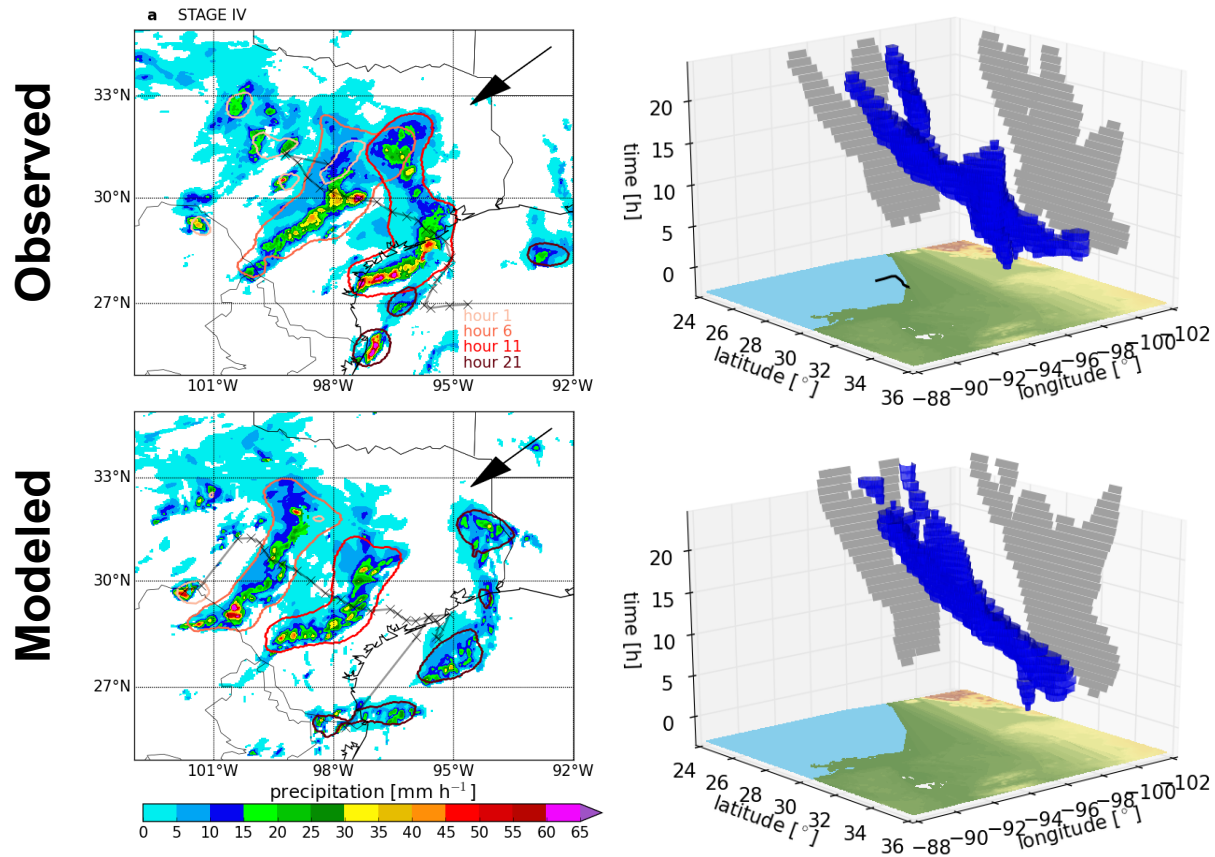 a STAGE IV
Observed
33°N
30°N
27°N
101°W 98°W 95°W 92°W
hour 1
hour 6
hour 11
hour 21
time [h]
20
15
10
5
0
24 26 28 30 32 34 36
latitude [°]
−88 −90 −92 −94 −96 −98 −100 −102
longitude [°]
Modeled
33°N
30°N
27°N
101°W 98°W 95°W 92°W
precipitation [mm h⁻¹]
0 5 10 15 20 25 30 35 40 45 50 55 60 65
time [h]
20
15
10
5
0
24 26 28 30 32 34 36
latitude [°]
−88 −90 −92 −94 −96 −98 −100 −102
longitude [°]